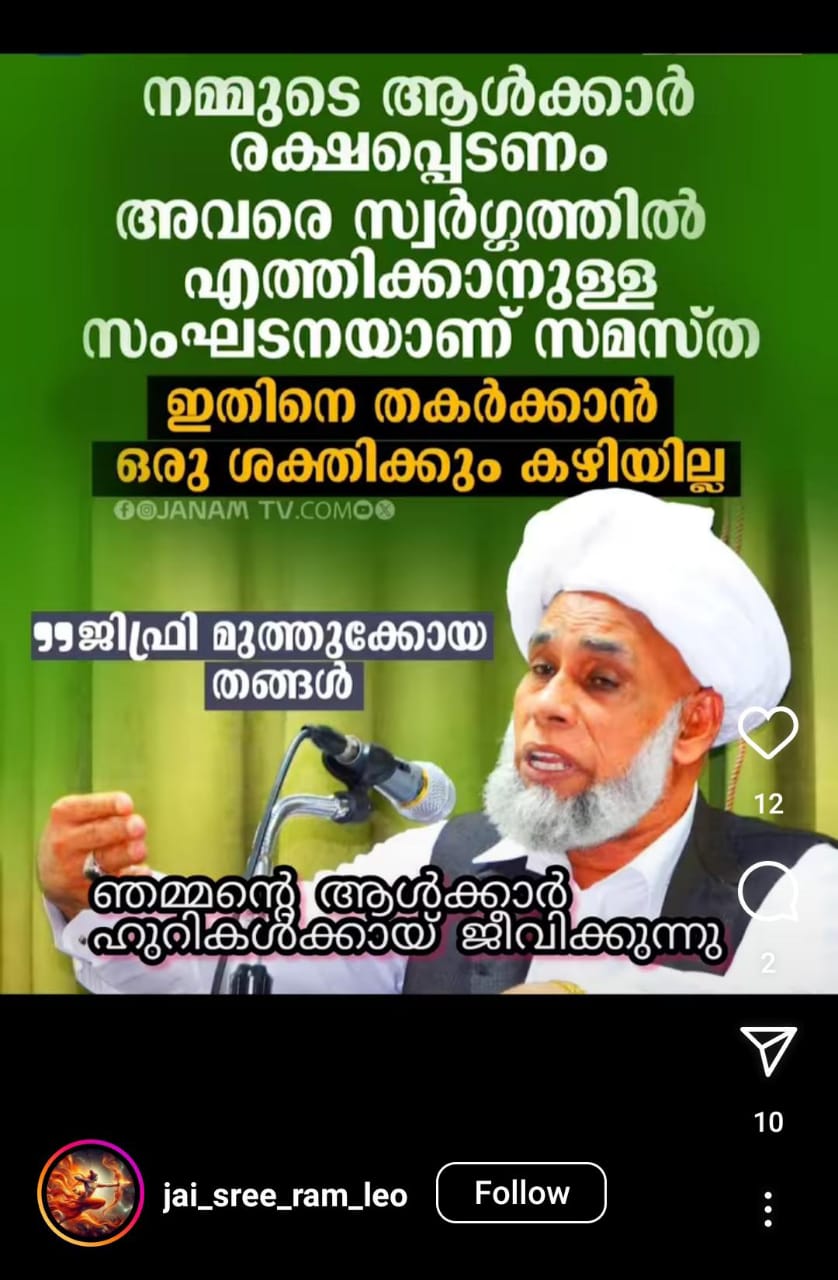 നമ്മുടെ ആൾക്കാർ
രക്ഷപ്പെടണം
അവരെ സ്വർഗ്ഗത്തിൽ
എത്തിക്കാനുള്ള
സംഘടനയാണ് സമസ്ത
ഇതിനെ തകർക്കാൻ
ഒരു ശക്തിക്കും കഴിയില്ല
JANAM TV.COM
❟❟ജിഫ്രി മുത്തുക്കോയ
തങ്ങൾ
12
ഞമ്മന്റെ ആൾക്കാർ
ഹൂറികൾക്കായ് ജീവിക്കുന്നു
2
10
jai_sree_ram_leo Follow